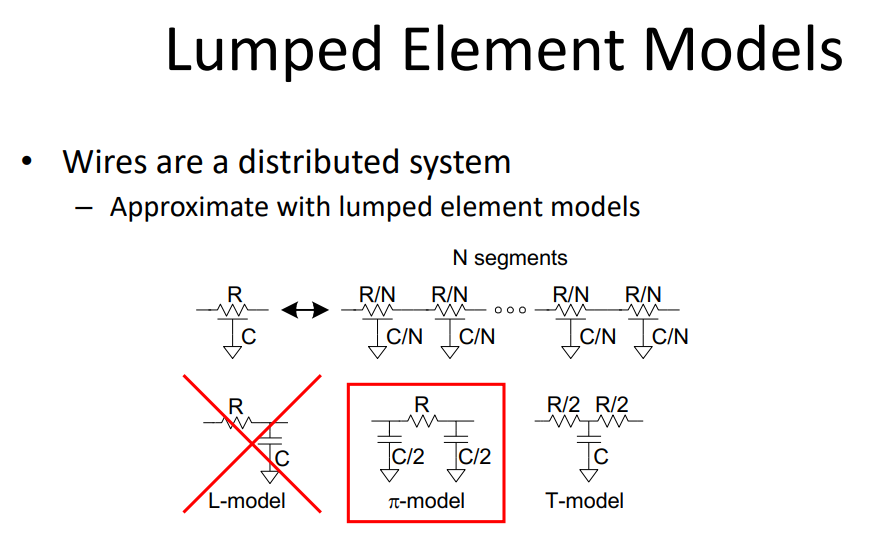 Lumped Element Models
• Wires are a distributed system
– Approximate with lumped element models
N segments
R R/N R/N R/N R/N
C C/N C/N C/N C/N
R R R/2 R/2
C C/2 C/2 C
L-model π-model T-model